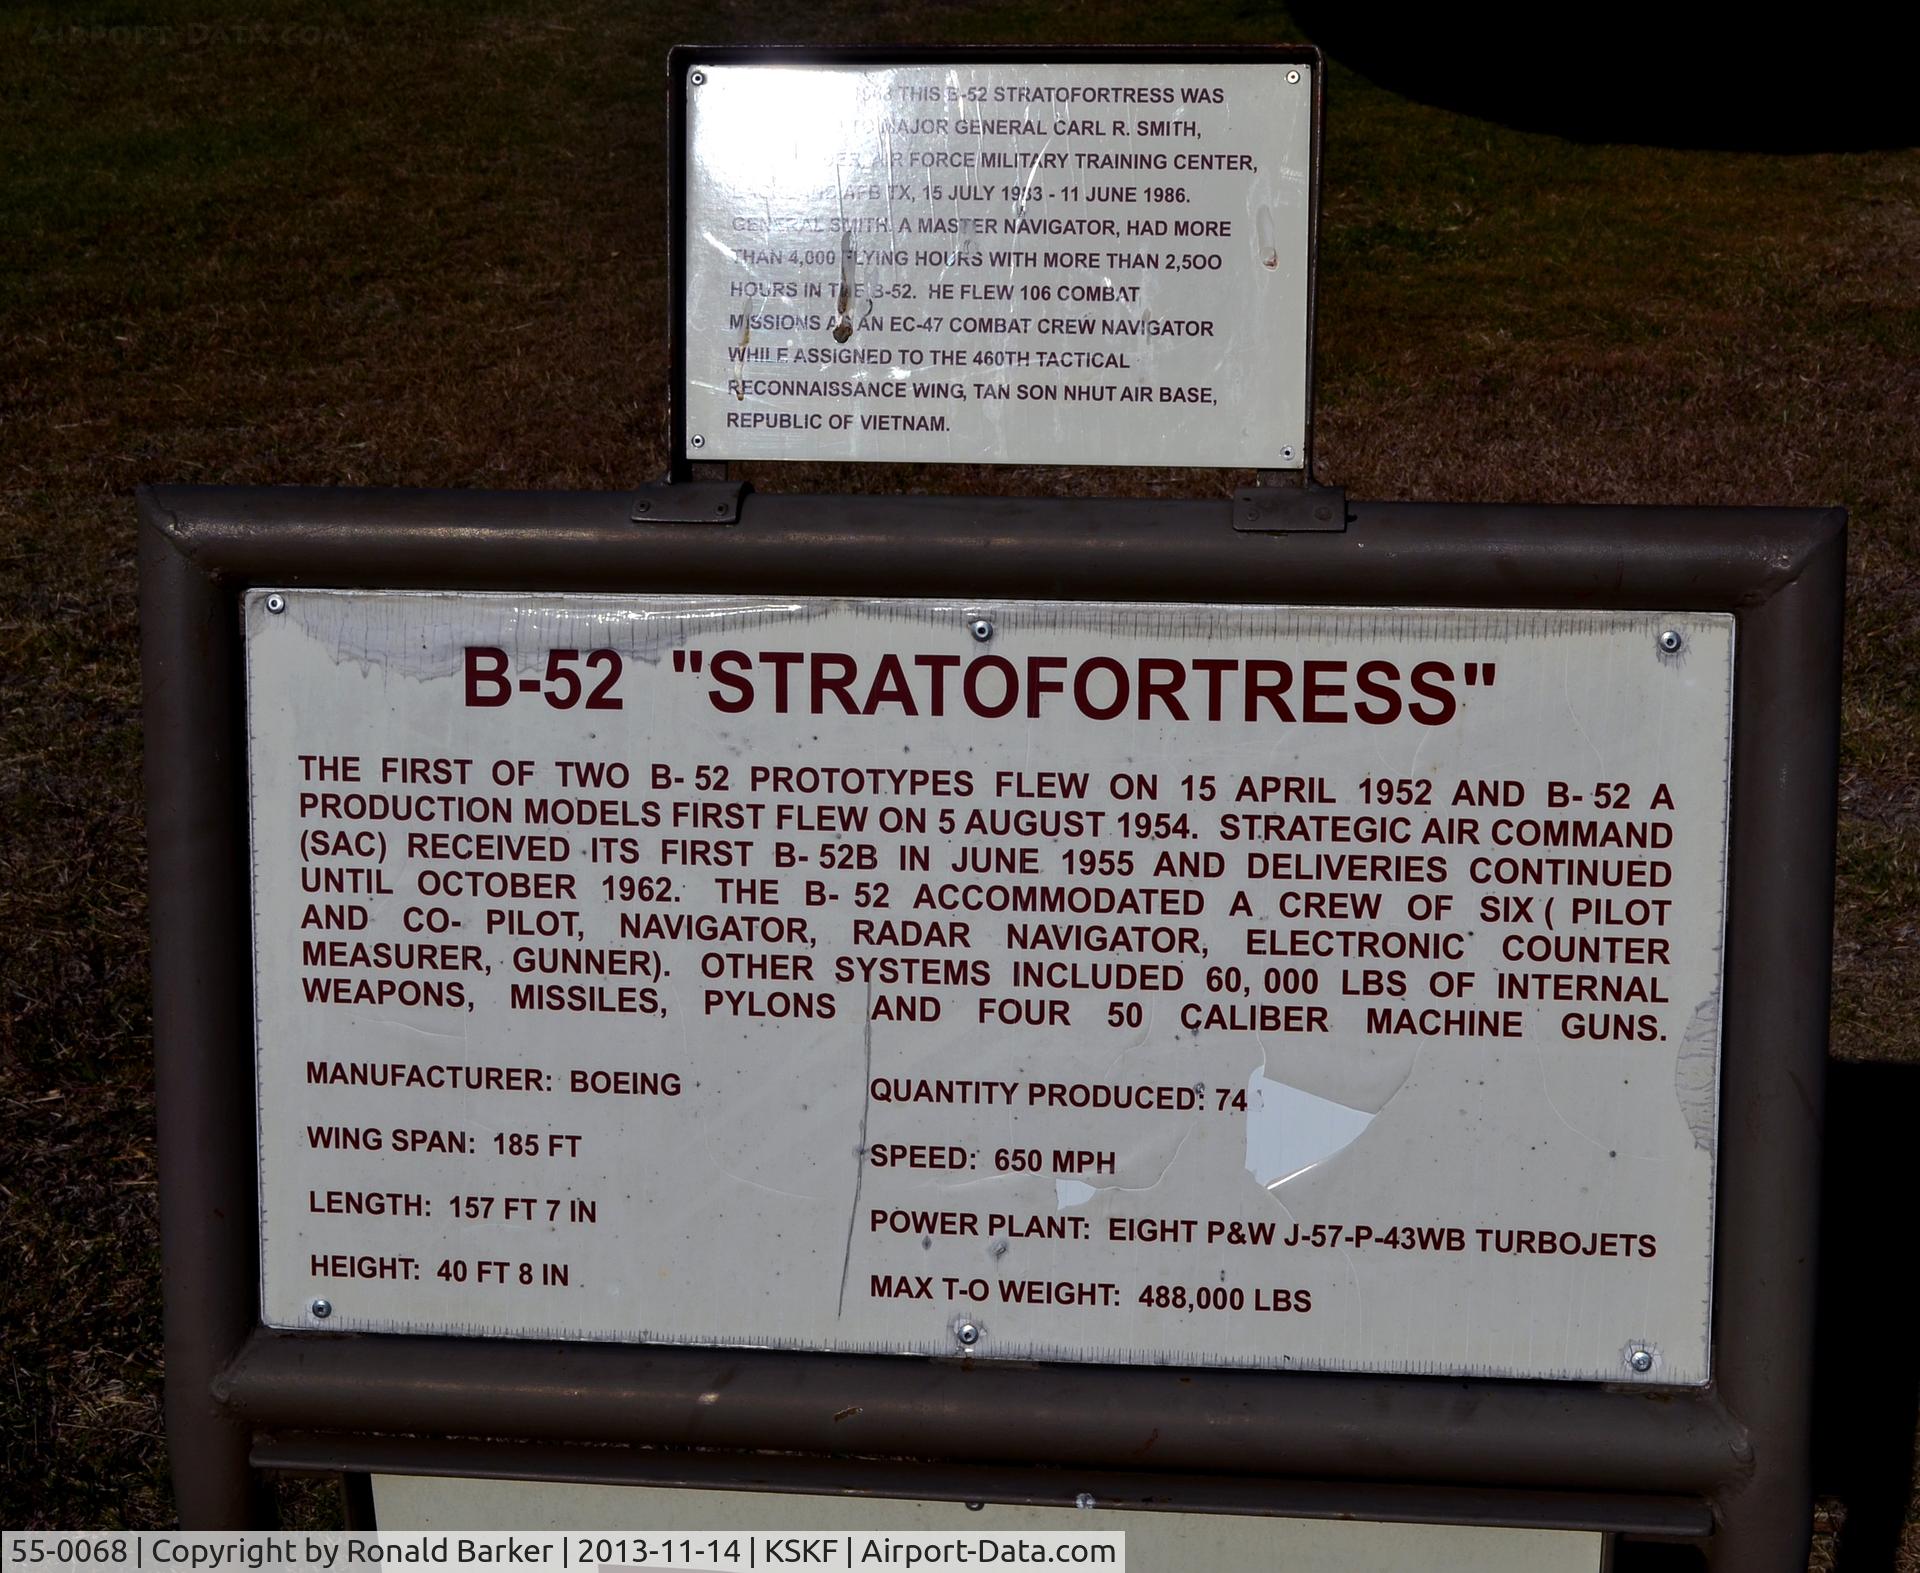 AIRPORT-DATA.COM
THIS B-52 STRATOFORTRESS WAS
MAJOR GENERAL CARL R. SMITH,
AIR FORCE MILITARY TRAINING CENTER,
AFB TX, 15 JULY 1983 - 11 JUNE 1986.
GENERAL SMITH, A MASTER NAVIGATOR, HAD MORE
THAN 4,000 FLYING HOURS WITH MORE THAN 2,5OO
HOURS IN THE B-52. HE FLEW 106 COMBAT
MISSIONS AS AN EC-47 COMBAT CREW NAVIGATOR
WHILE ASSIGNED TO THE 460TH TACTICAL
RECONNAISSANCE WING, TAN SON NHUT AIR BASE,
REPUBLIC OF VIETNAM.
B-52 "STRATOFORTRESS"
THE FIRST OF TWO B- 52 PROTOTYPES FLEW ON 15 APRIL 1952 AND B- 52 A
PRODUCTION MODELS FIRST FLEW ON 5 AUGUST 1954. STRATEGIC AIR COMMAND
(SAC) RECEIVED ITS FIRST B- 52B IN JUNE 1955 AND DELIVERIES CONTINUED
UNTIL OCTOBER 1962. THE B- 52 ACCOMMODATED A CREW OF SIX ( PILOT
AND CO- PILOT, NAVIGATOR, RADAR NAVIGATOR, ELECTRONIC COUNTER
MEASURER, GUNNER). OTHER SYSTEMS INCLUDED 60, 000 LBS OF INTERNAL
WEAPONS, MISSILES, PYLONS AND FOUR 50 CALIBER MACHINE GUNS.
MANUFACTURER: BOEING
WING SPAN: 185 FT
LENGTH: 157 FT 7 IN
HEIGHT: 40 FT 8 IN
QUANTITY PRODUCED: 74
SPEED: 650 MPH
POWER PLANT: EIGHT P&W J-57-P-43WB TURBOJETS
MAX T-O WEIGHT: 488,000 LBS
55-0068 | Copyright by Ronald Barker | 2013-11-14 | KSKF | Airport-Data.com